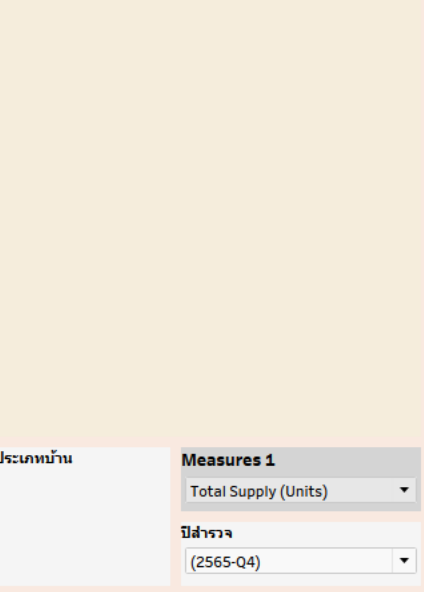 ประเภทบ้าน
Measures 1
Total Supply (Units)
ปีสำรวจ
(2565-Q4)